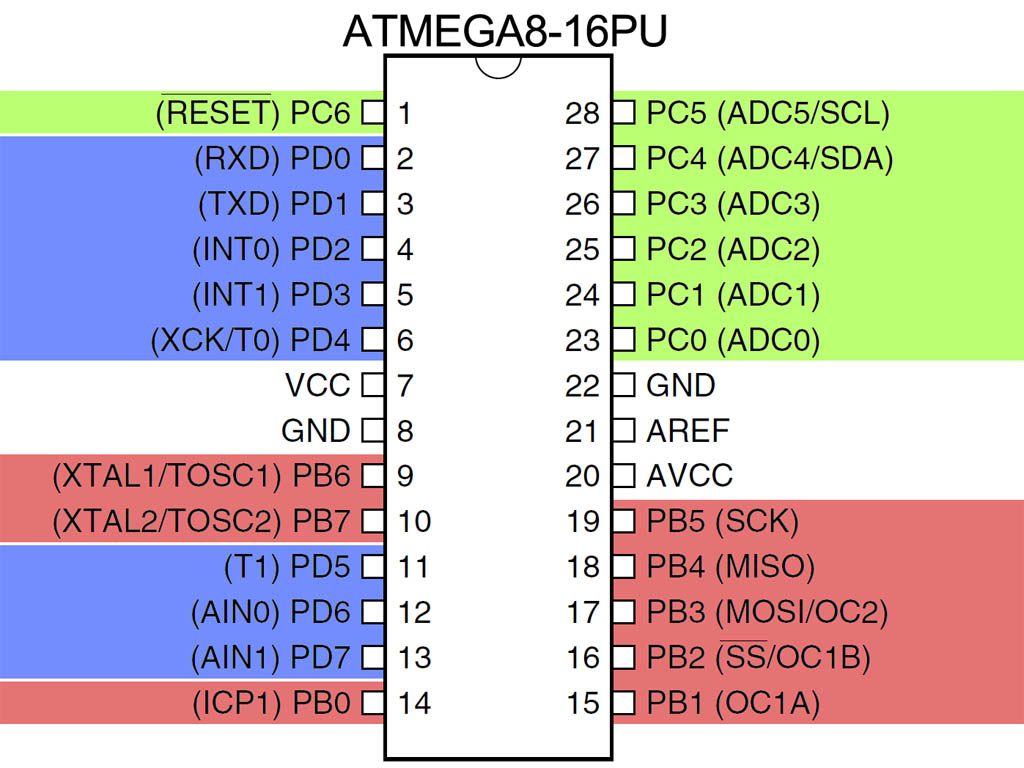 ATMEGA8-16PU
(RESET) PC6 1 28 PC5 (ADC5/SCL)
(RXD) PD0 2 27 PC4 (ADC4/SDA)
(TXD) PD1 3 26 PC3 (ADC3)
(INT0) PD2 4 25 PC2 (ADC2)
(INT1) PD3 5 24 PC1 (ADC1)
(XCK/T0) PD4 6 23 PC0 (ADC0)
VCC 7 22 GND
GND 8 21 AREF
(XTAL1/TOSC1) PB6 9 20 AVCC
(XTAL2/TOSC2) PB7 10 19 PB5 (SCK)
(T1) PD5 11 18 PB4 (MISO)
(AIN0) PD6 12 17 PB3 (MOSI/OC2)
(AIN1) PD7 13 16 PB2 (SS/OC1B)
(ICP1) PB0 14 15 PB1 (OC1A)